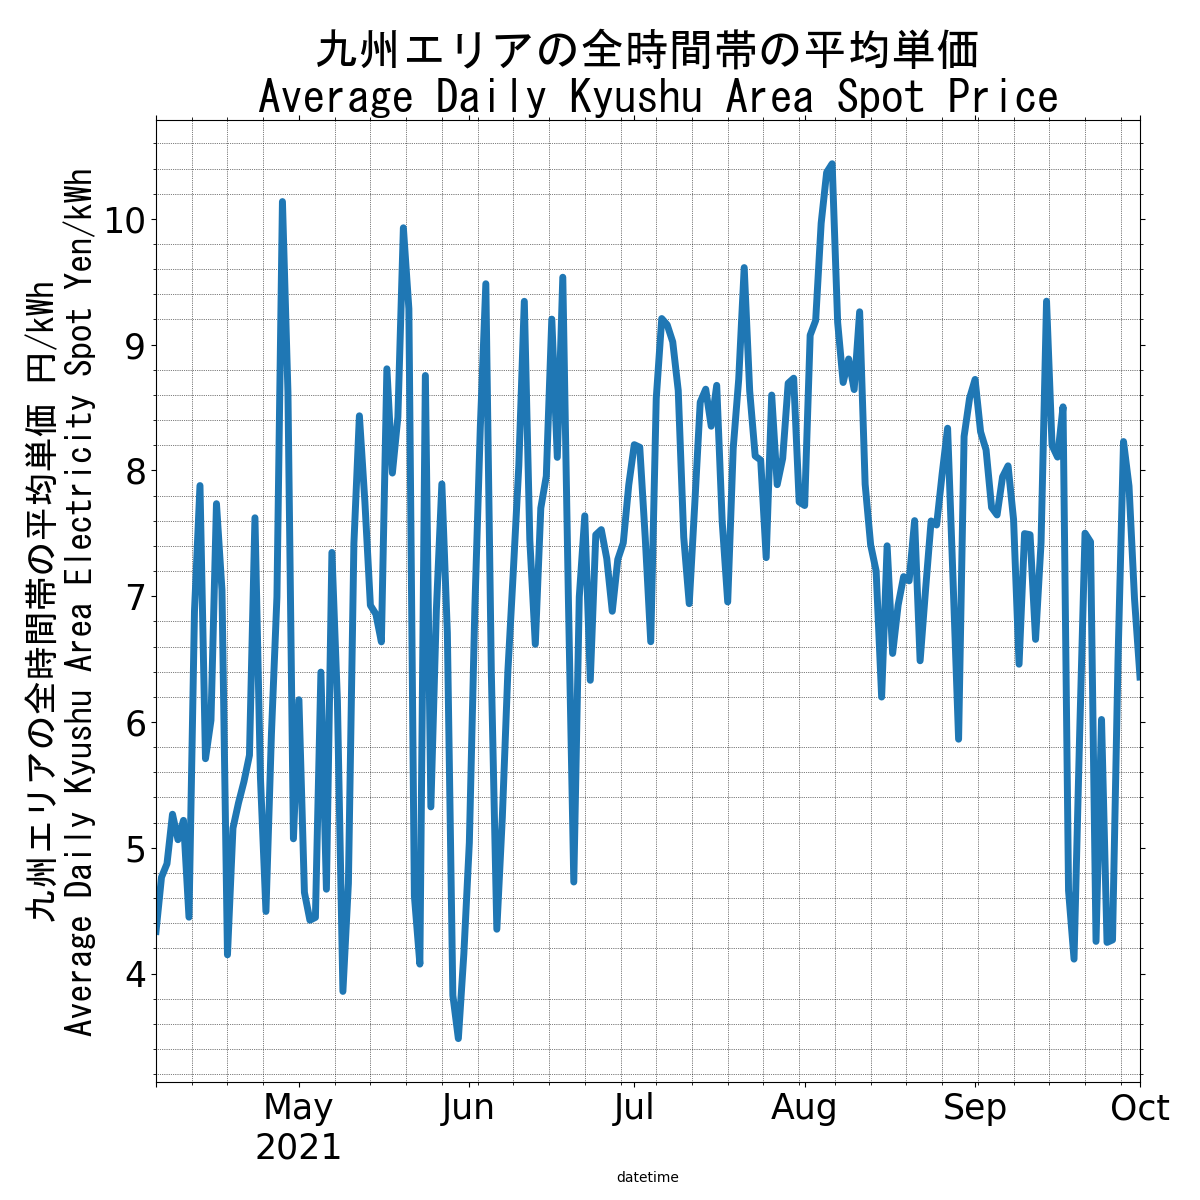 九州エリアの全時間帯の平均単価
Average Daily Kyushu Area Spot Price
九州エリアの全時間帯の平均単価 円/kWh
Average Daily Kyushu Area Electricity Spot Yen/kWh
10
9
8
7
6
5
4
May
2021
Jun
Jul
Aug
Sep
Oct
datetime